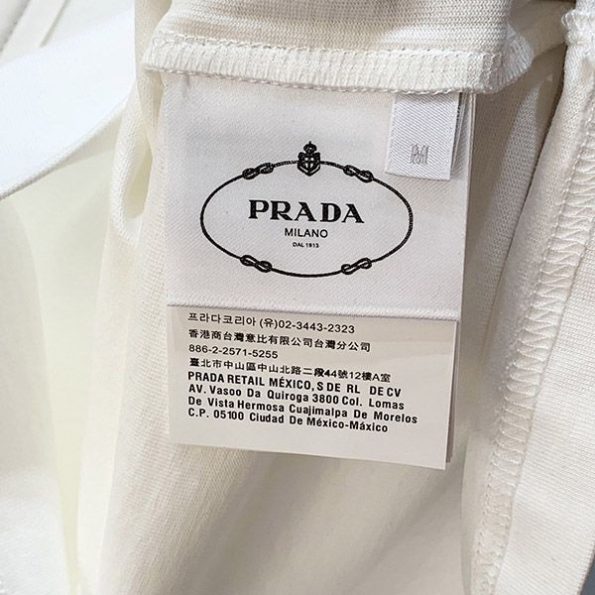 M
PRADA
MILANO
DAL 1913
프라다코리아 (유)02-3443-2323
香港商台灣意比有限公司台灣分公司
886-2-2571-5255
臺北市中山區中山北路二段44號12樓A室
PRADA RETAIL MÉXICO, S DE RL DE CV
AV. Vasoo Da Quiroga 3800 Col. Lomas
De Vista Hermosa Cuajimalpa De Morelos
C.P. 05100 Ciudad De México-Máxico